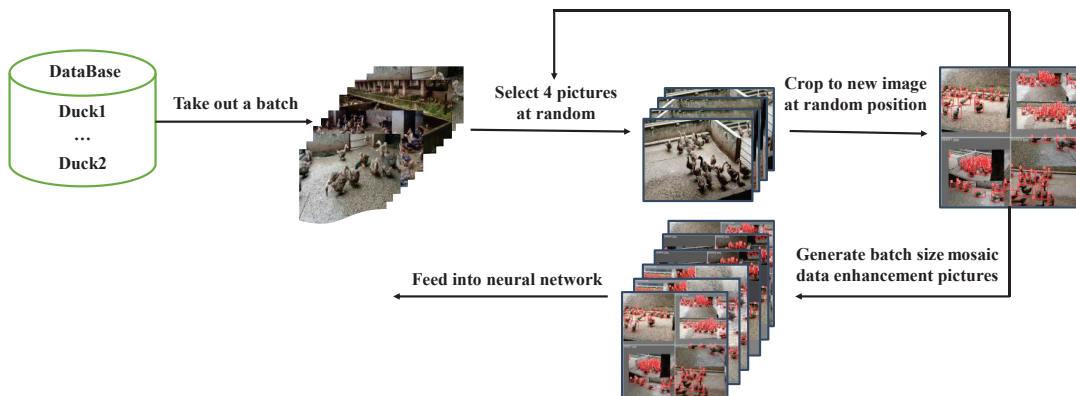 DataBase
Duck1
...
Duck2
Take out a batch
Select 4 pictures
at random
Crop to new image
at random position
Generate batch size mosaic
data enhancement pictures
Feed into neural network